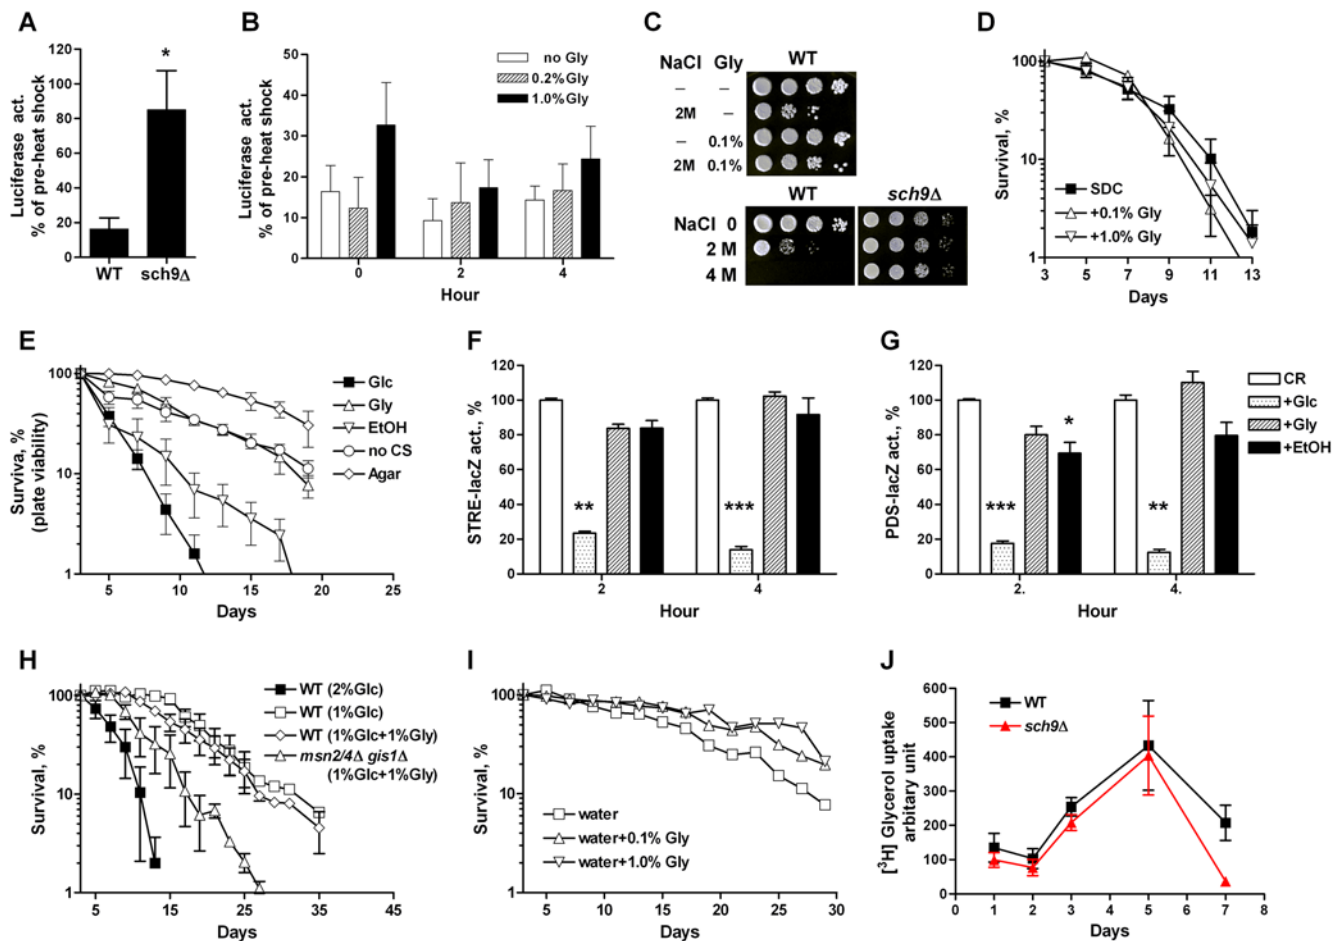 A
Luciferase act.
% of pre-heat shock
120
100
80
60
40
20
0
*
WT
sch9Δ
B
Luciferase act.
% of pre-heat shock
50
40
30
20
10
0
no Gly
0.2%Gly
1.0%Gly
0
2
4
Hour
C
NaCl Gly
WT
– –
2M –
– 0.1%
2M 0.1%
WT
sch9Δ
NaCl 0
2 M
4 M
D
Survival, %
100
10
1
SDC
+0.1% Gly
+1.0% Gly
3 5 7 9 11 13
Days
E
Surviva, %
(plate viability)
100
10
1
Glc
Gly
EtOH
no CS
Agar
5 10 15 20 25
Days
F
STRE-lacZ act., %
120
100
80
60
40
20
0
**
***
2
4
Hour
G
PDS-lacZ act., %
120
100
80
60
40
20
0
***
*
**
2.
4.
Hour
CR
+Glc
+Gly
+EtOH
H
Survival, %
100
10
1
WT (2%Glc)
WT (1%Glc)
WT (1%Glc+1%Gly)
msn2/4Δ gis1Δ
(1%Glc+1%Gly)
5 15 25 35 45
Days
I
Survival, %
100
10
1
water
water+0.1% Gly
water+1.0% Gly
5 10 15 20 25 30
Days
J
[³H] Glycerol uptake
arbitary unit
600
500
400
300
200
100
0
WT
sch9Δ
0 1 2 3 4 5 6 7 8
Days